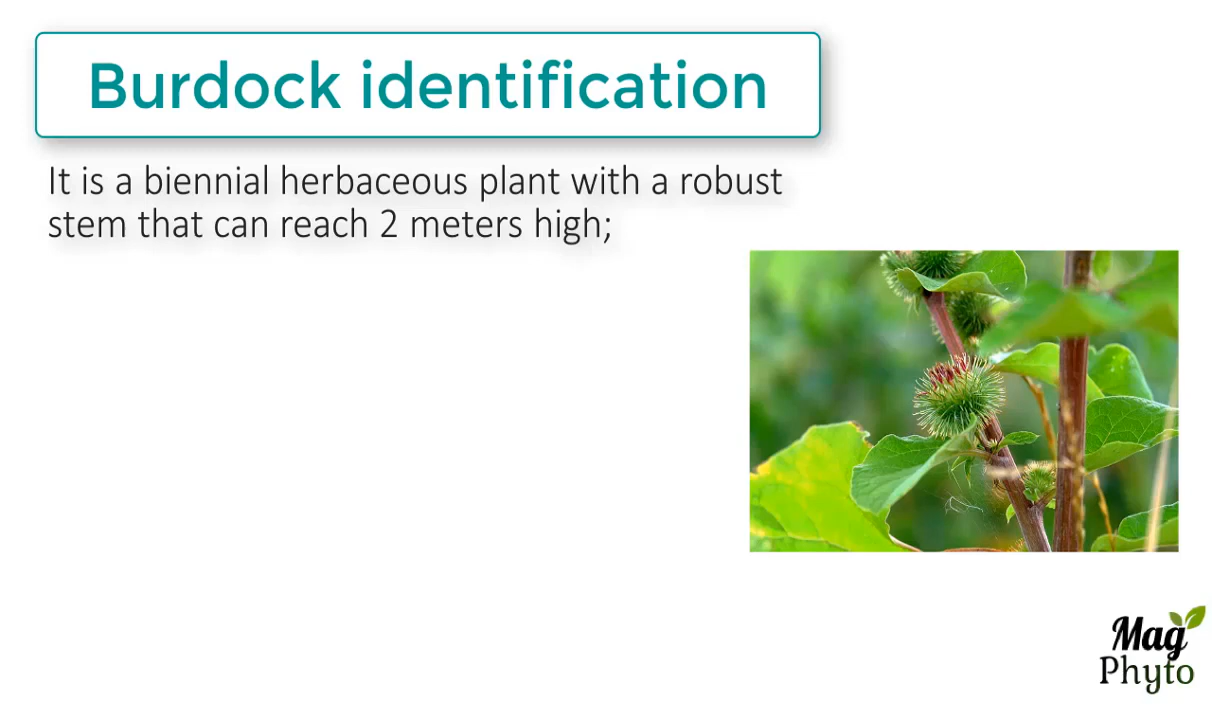 Burdock identification
It is a biennial herbaceous plant with a robust
stem that can reach 2 meters high;
Mag
Phyto